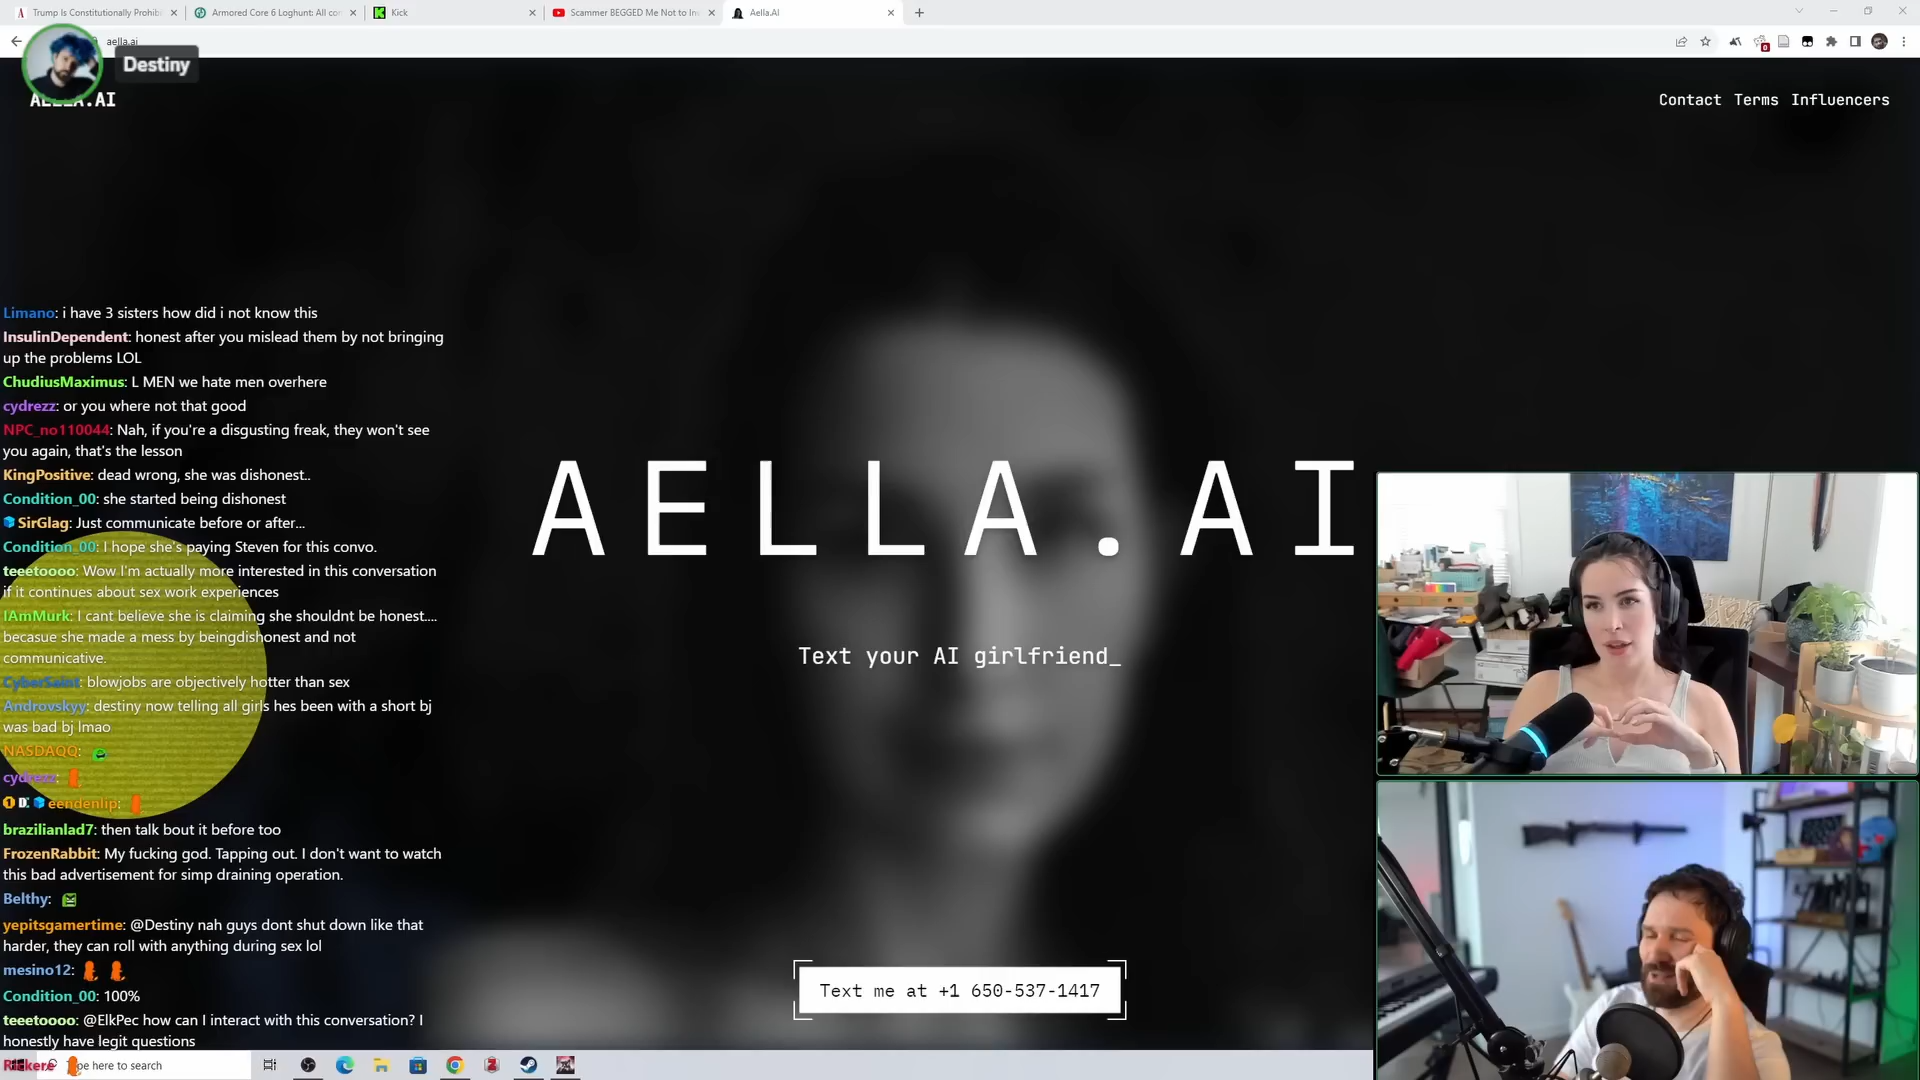 Trump Is Constitutionally Prohib
Armored Core 6 Loghunt: All co
Kick
Scammer BEGGED Me Not to In
Aella.AI
aella.ai
Destiny
AELLA.AI
Contact Terms Influencers
Limano: i have 3 sisters how did i not know this
InsulinDependent: honest after you mislead them by not bringing
up the problems LOL
ChudiusMaximus: L MEN we hate men overhere
cydrezz: or you where not that good
NPC_no110044: Nah, if you're a disgusting freak, they won't see
you again, that's the lesson
KingPositive: dead wrong, she was dishonest..
Condition_00: she started being dishonest
SirGlag: Just communicate before or after...
Condition_00: I hope she's paying Steven for this convo.
teeetoooo: Wow I'm actually more interested in this conversation
if it continues about sex work experiences
IAmMurk: I cant believe she is claiming she shouldnt be honest....
becasue she made a mess by beingdishonest and not
communicative.
CyberSaint: blowjobs are objectively hotter than sex
Androvskyy: destiny now telling all girls hes been with a short bj
was bad bj lmao
NASDAQQ:
cydrezz:
eendenlip:
brazilianlad7: then talk bout it before too
FrozenRabbit: My fucking god. Tapping out. I don't want to watch
this bad advertisement for simp draining operation.
Belthy:
yepitsgamertime: @Destiny nah guys dont shut down like that
harder, they can roll with anything during sex lol
mesino12:
Condition_00: 100%
teeetoooo: @ElkPec how can I interact with this conversation? I
honestly have legit questions
AELLA.AI
Text your AI girlfriend_
Text me at +1 650-537-1417
pe here to search